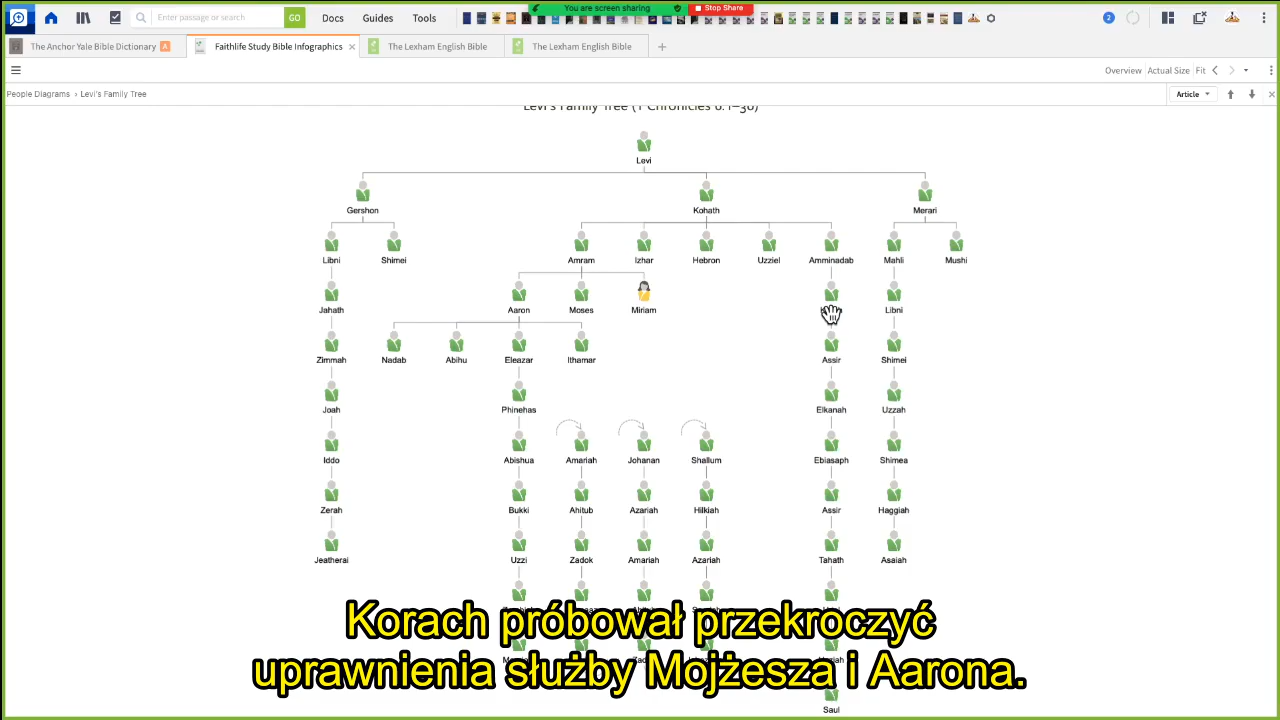 You are screen sharing
Stop Share
Enter passage or search
GO
Docs
Guides
Tools
2
The Anchor Yale Bible Dictionary A
Faithlife Study Bible Infographics
The Lexham English Bible
The Lexham English Bible
Overview Actual Size Fit
People Diagrams › Levi's Family Tree
Article
Levi's Family Tree (1 Chronicles 6:1–38)
Levi
Gershon Kohath Merari
Libni Shimei Amram Izhar Hebron Uzziel Amminadab Mahli Mushi
Jahath Aaron Moses Miriam Libni
Zimmah Nadab Abihu Eleazar Ithamar Assir Shimei
Joah Phinehas Elkanah Uzzah
Iddo Abishua Amariah Johanan Shallum Ebiasaph Shimea
Zerah Bukki Ahitub Azariah Hilkiah Assir Haggiah
Jeatherai Uzzi Zadok Amariah Azariah Tahath Asaiah
Korach próbował przekroczyć
uprawnienia służby Mojżesza i Aarona.
Saul